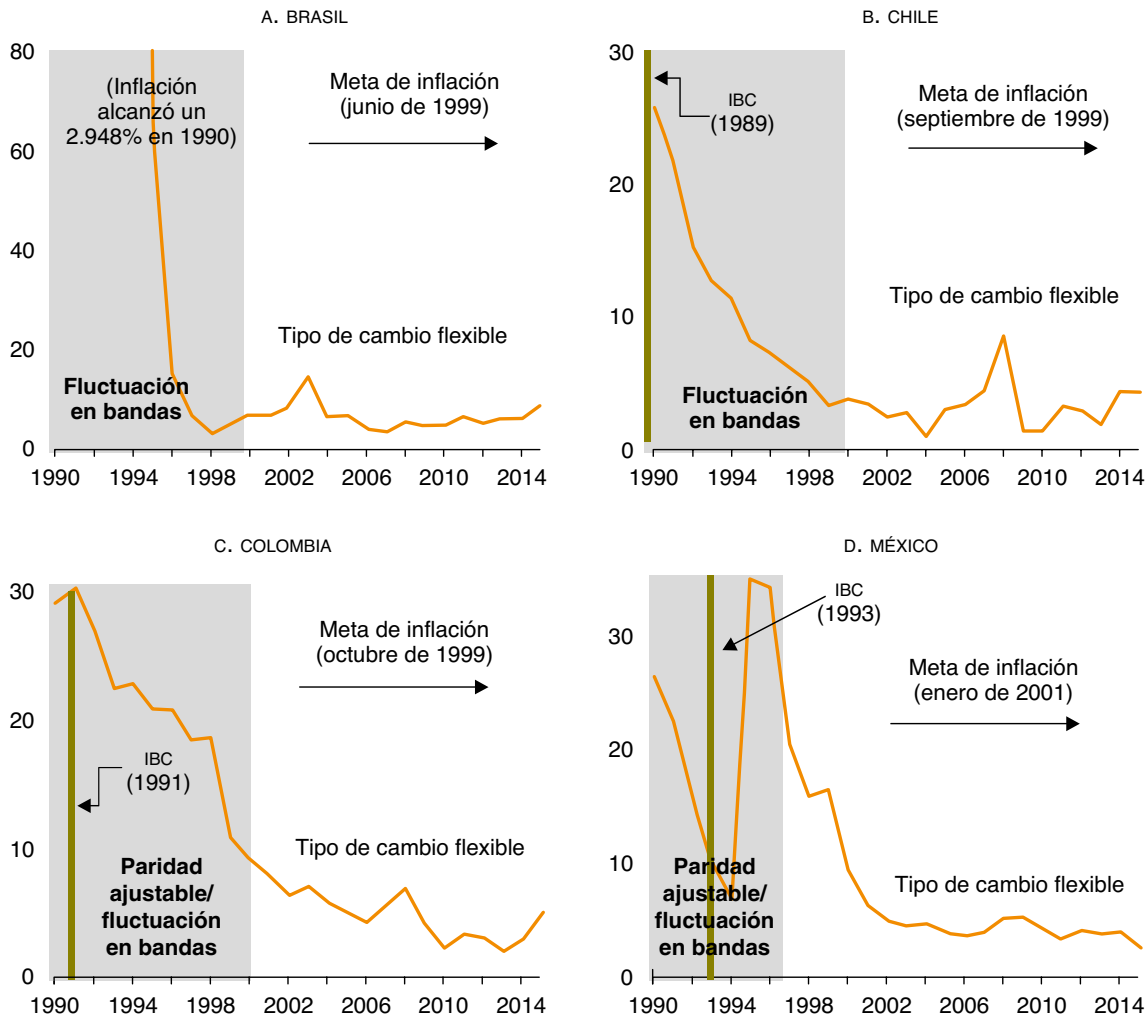 A. BRASIL
80
60
40
20
0
(Inflación
alcanzó un
2.948% en 1990)
Meta de inflación
(junio de 1999)
Tipo de cambio flexible
Fluctuación
en bandas
1990 1994 1998 2002 2006 2010 2014
B. CHILE
30
20
10
0
IBC
(1989)
Meta de inflación
(septiembre de 1999)
Tipo de cambio flexible
Fluctuación
en bandas
1990 1994 1998 2002 2006 2010 2014
C. COLOMBIA
30
20
10
0
Meta de inflación
(octubre de 1999)
IBC
(1991)
Tipo de cambio flexible
Paridad
ajustable/
fluctuación
en bandas
1990 1994 1998 2002 2006 2010 2014
D. MÉXICO
30
20
10
0
IBC
(1993)
Meta de inflación
(enero de 2001)
Tipo de cambio flexible
Paridad
ajustable/
fluctuación
en bandas
1990 1994 1998 2002 2006 2010 2014